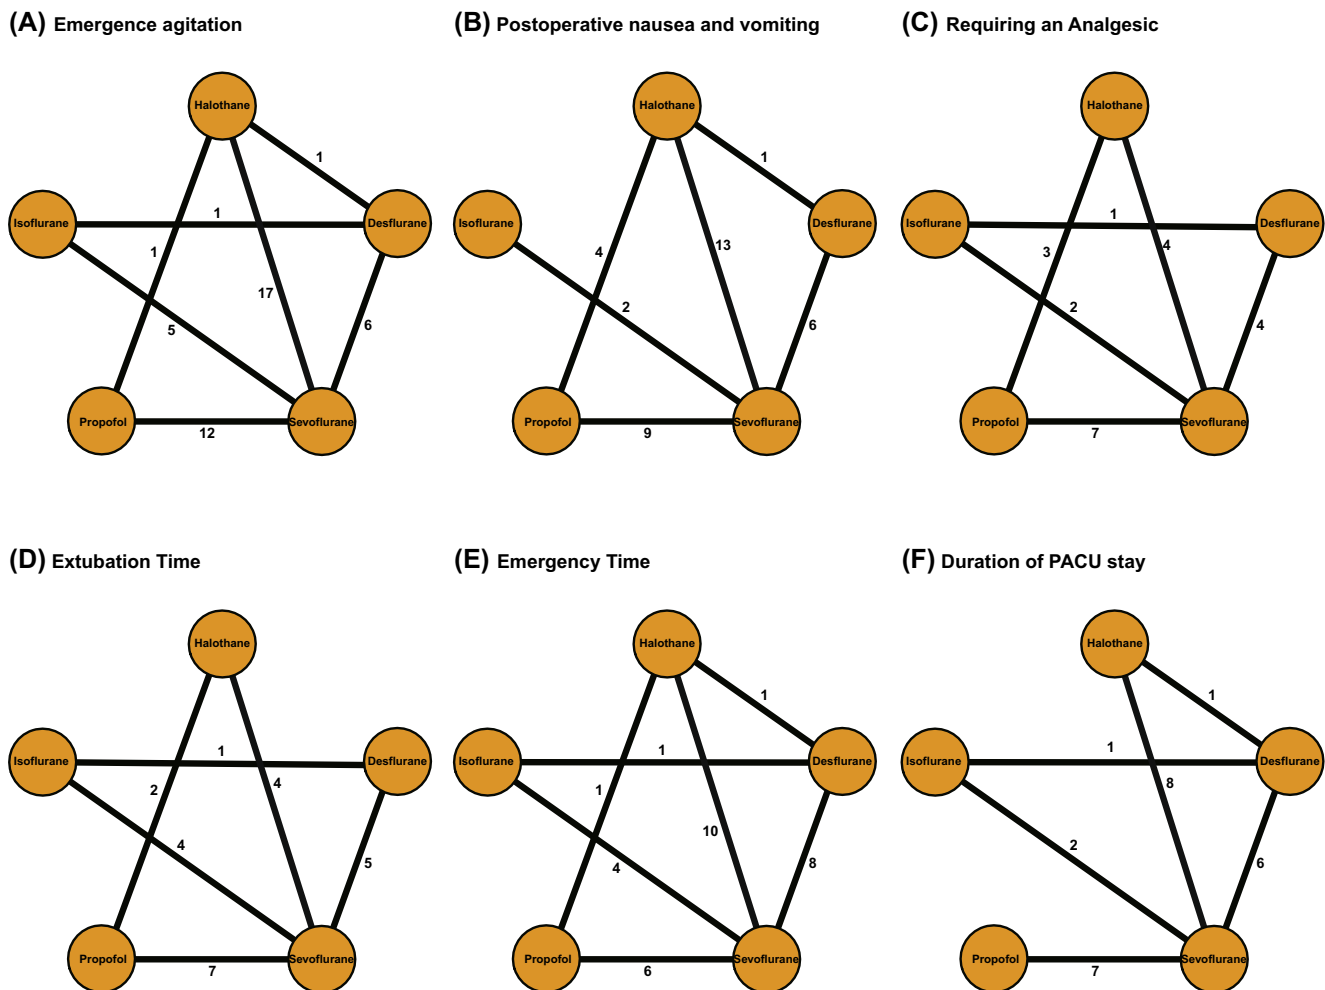 (A) Emergence agitation
Halothane
1
Isoflurane
1
Desflurane
1
17
5
6
Propofol
12
Sevoflurane
(B) Postoperative nausea and vomiting
Halothane
1
Isoflurane
Desflurane
4
13
2
6
Propofol
9
Sevoflurane
(C) Requiring an Analgesic
Halothane
Isoflurane
1
Desflurane
3
4
2
4
Propofol
7
Sevoflurane
(D) Extubation Time
Halothane
Isoflurane
1
Desflurane
2
4
4
5
Propofol
7
Sevoflurane
(E) Emergency Time
Halothane
1
Isoflurane
1
Desflurane
1
10
4
8
Propofol
6
Sevoflurane
(F) Duration of PACU stay
Halothane
1
Isoflurane
1
Desflurane
8
2
6
Propofol
7
Sevoflurane